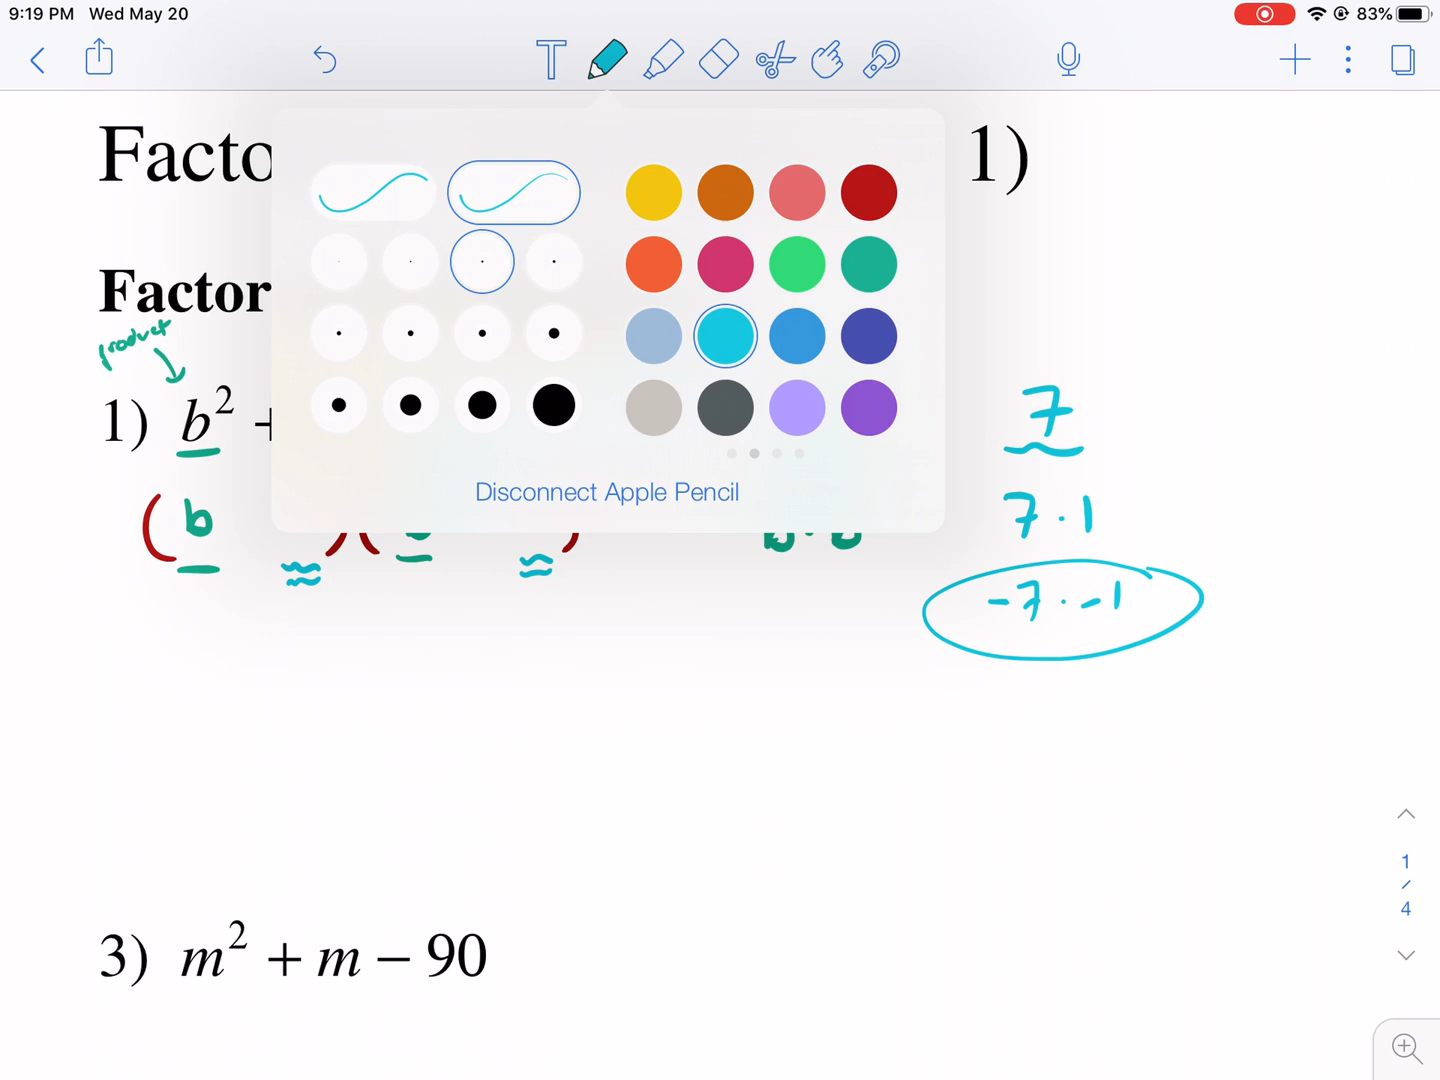 9:19 PM Wed May 20 83%
T
Facto 1)
Factor
product
1) b² +
7
(b )( ) b · b
7 · 1
-7 · -1
Disconnect Apple Pencil
1
/
4
3) m² + m − 90